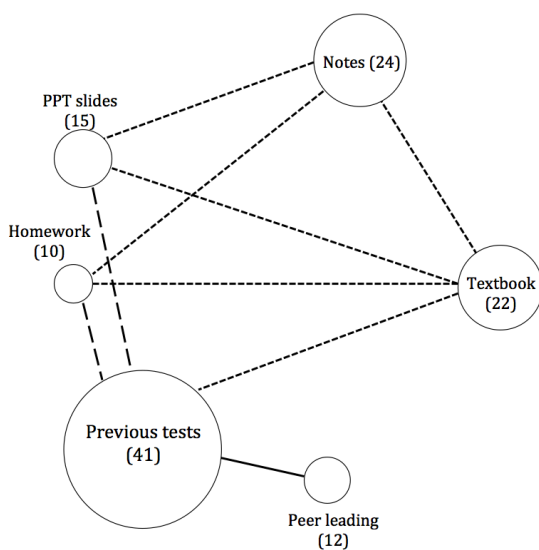 Notes (24)
PPT slides
(15)
Homework
(10)
Textbook
(22)
Previous tests
(41)
Peer leading
(12)